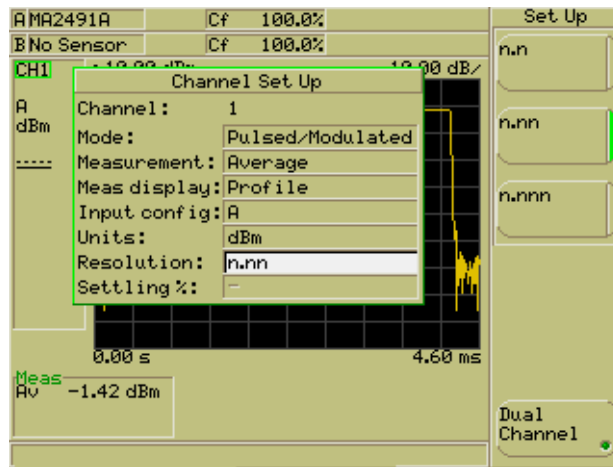 A MA2491A Cf 100.0%
B No Sensor Cf 100.0%
CH1
10.00 dB/
A
dBm
Channel Set Up
Channel: 1
Mode: Pulsed/Modulated
Measurement: Average
Meas display: Profile
Input config: A
Units: dBm
Resolution: n.nn
Settling %: –
0.00 s 4.60 ms
Meas
Av -1.42 dBm
Set Up
n.n
n.nn
n.nnn
Dual
Channel